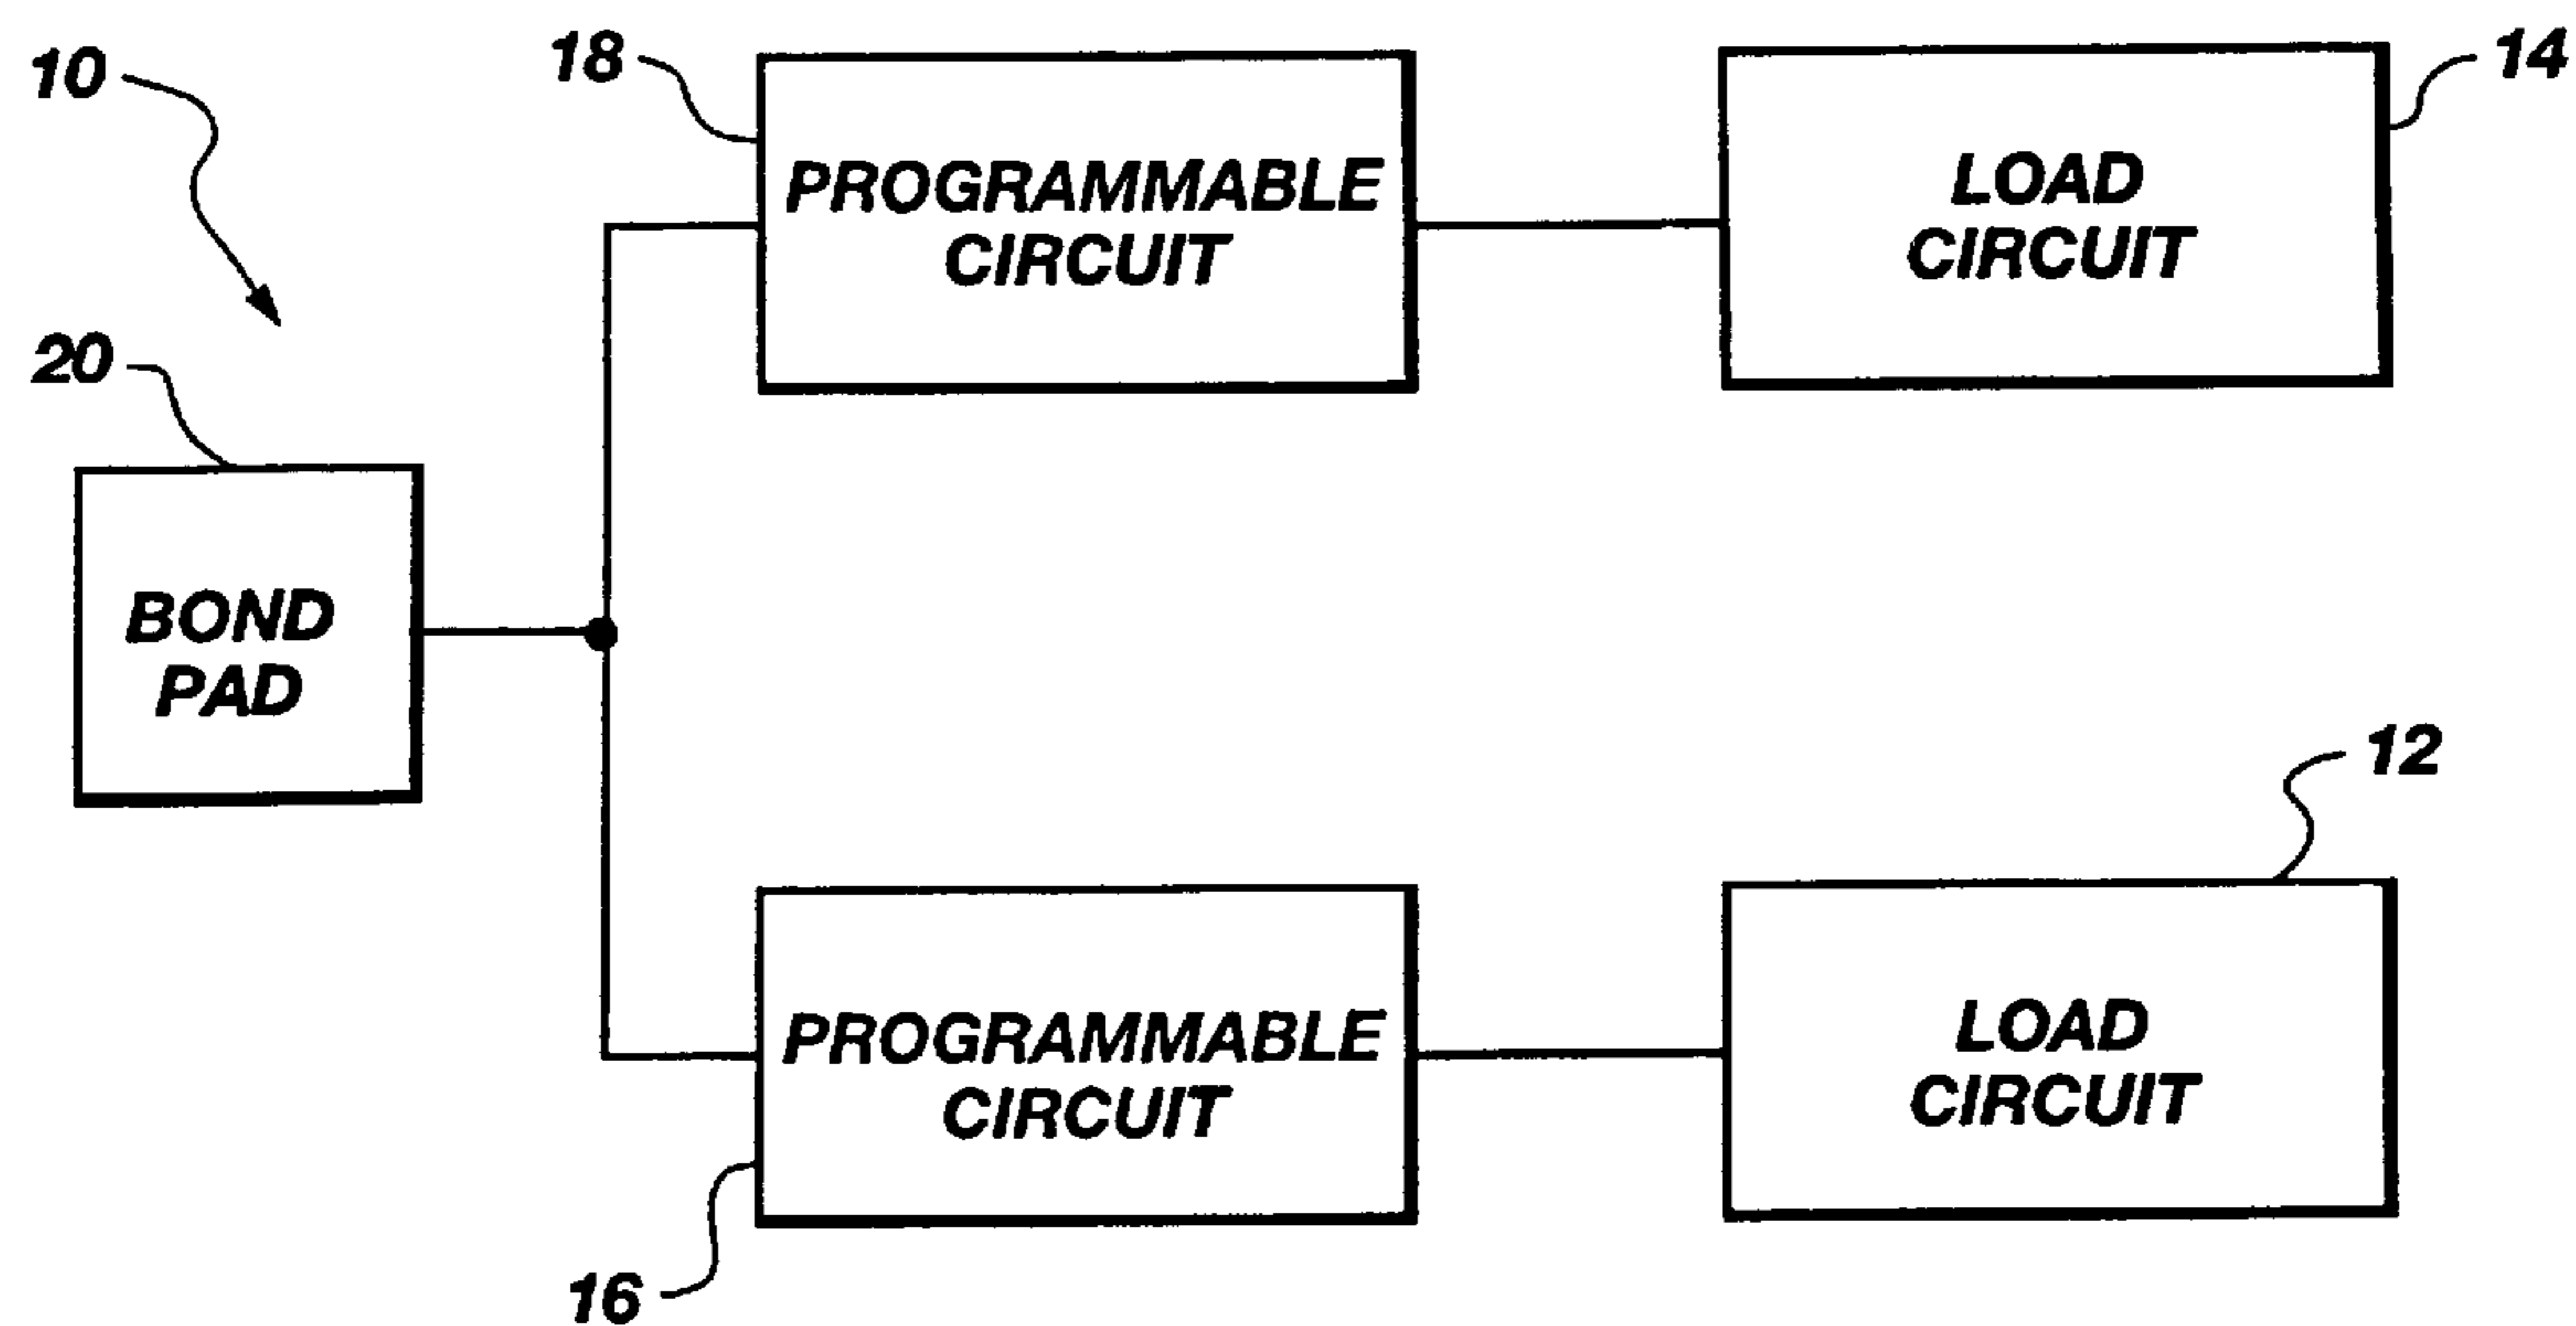 10
18
PROGRAMMABLE
CIRCUIT
14
LOAD
CIRCUIT
20
BOND
PAD
12
PROGRAMMABLE
CIRCUIT
16
LOAD
CIRCUIT